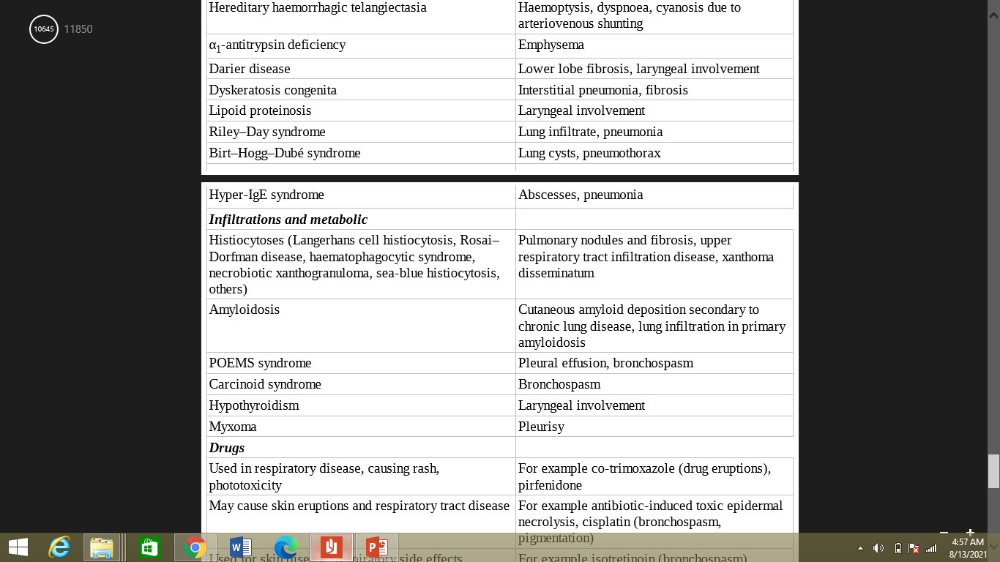 10645 11850
Hereditary haemorrhagic telangiectasia
Haemoptysis, dyspnoea, cyanosis due to
arteriovenous shunting
α1-antitrypsin deficiency
Emphysema
Darier disease
Lower lobe fibrosis, laryngeal involvement
Dyskeratosis congenita
Interstitial pneumonia, fibrosis
Lipoid proteinosis
Laryngeal involvement
Riley–Day syndrome
Lung infiltrate, pneumonia
Birt–Hogg–Dubé syndrome
Lung cysts, pneumothorax
Hyper-IgE syndrome
Abscesses, pneumonia
Infiltrations and metabolic
Histiocytoses (Langerhans cell histiocytosis, Rosai–
Dorfman disease, haematophagocytic syndrome,
necrobiotic xanthogranuloma, sea-blue histiocytosis,
others)
Pulmonary nodules and fibrosis, upper
respiratory tract infiltration disease, xanthoma
disseminatum
Amyloidosis
Cutaneous amyloid deposition secondary to
chronic lung disease, lung infiltration in primary
amyloidosis
POEMS syndrome
Pleural effusion, bronchospasm
Carcinoid syndrome
Bronchospasm
Hypothyroidism
Laryngeal involvement
Myxoma
Pleurisy
Drugs
Used in respiratory disease, causing rash,
phototoxicity
For example co-trimoxazole (drug eruptions),
pirfenidone
May cause skin eruptions and respiratory tract disease
For example antibiotic-induced toxic epidermal
necrolysis, cisplatin (bronchospasm,
pigmentation)
Used for skin disease, respiratory side effects
For example isotretinoin (bronchospasm)
4:57 AM
8/13/2021